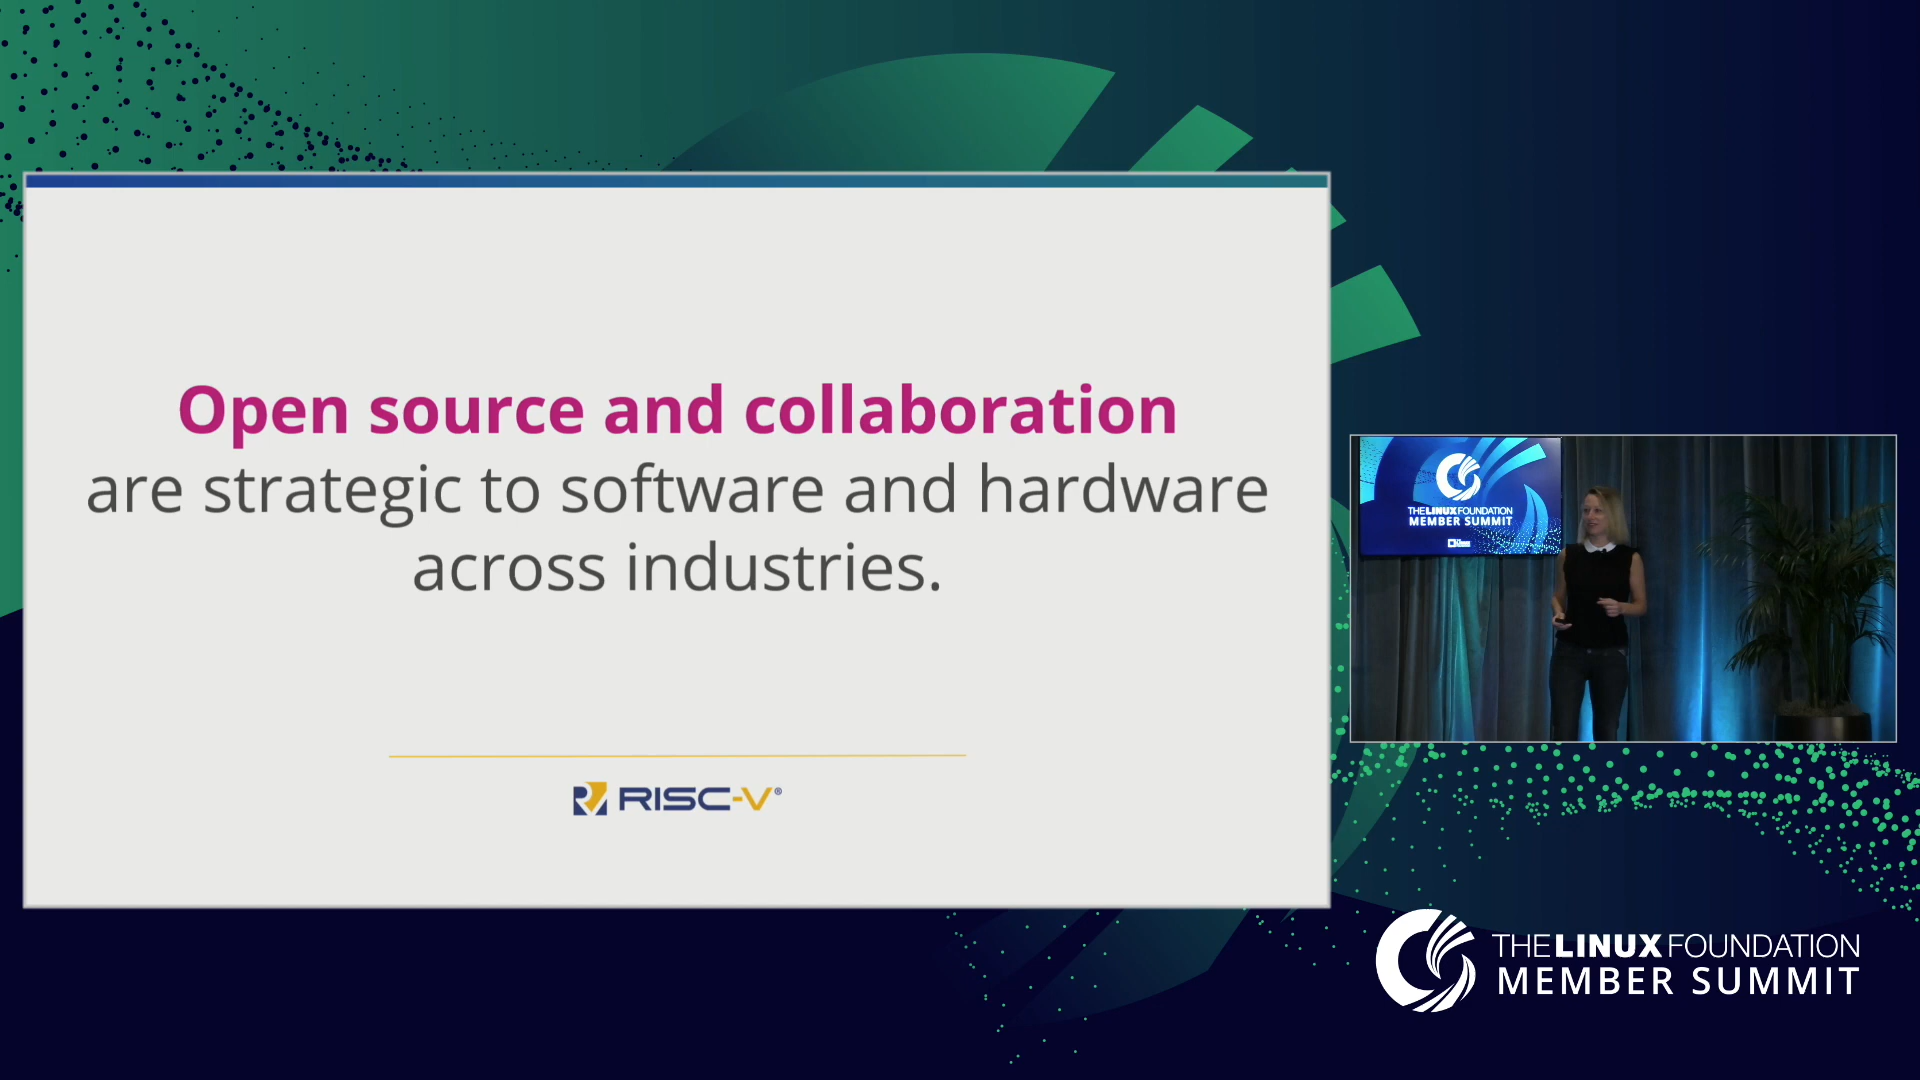 Open source and collaboration
are strategic to software and hardware
across industries.
RISC-V®
THE LINUX FOUNDATION
MEMBER SUMMIT
THE LINUX FOUNDATION
MEMBER SUMMIT